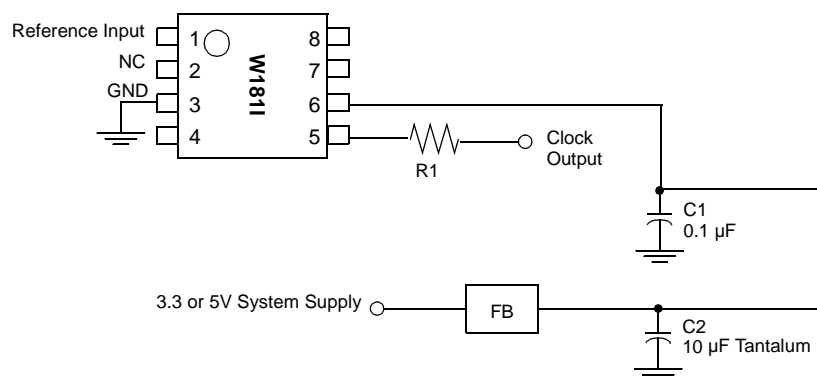 Reference Input
NC
GND
1
2
3
4
W181I
8
7
6
5
R1
Clock
Output
C1
0.1 µF
3.3 or 5V System Supply
FB
C2
10 µF Tantalum